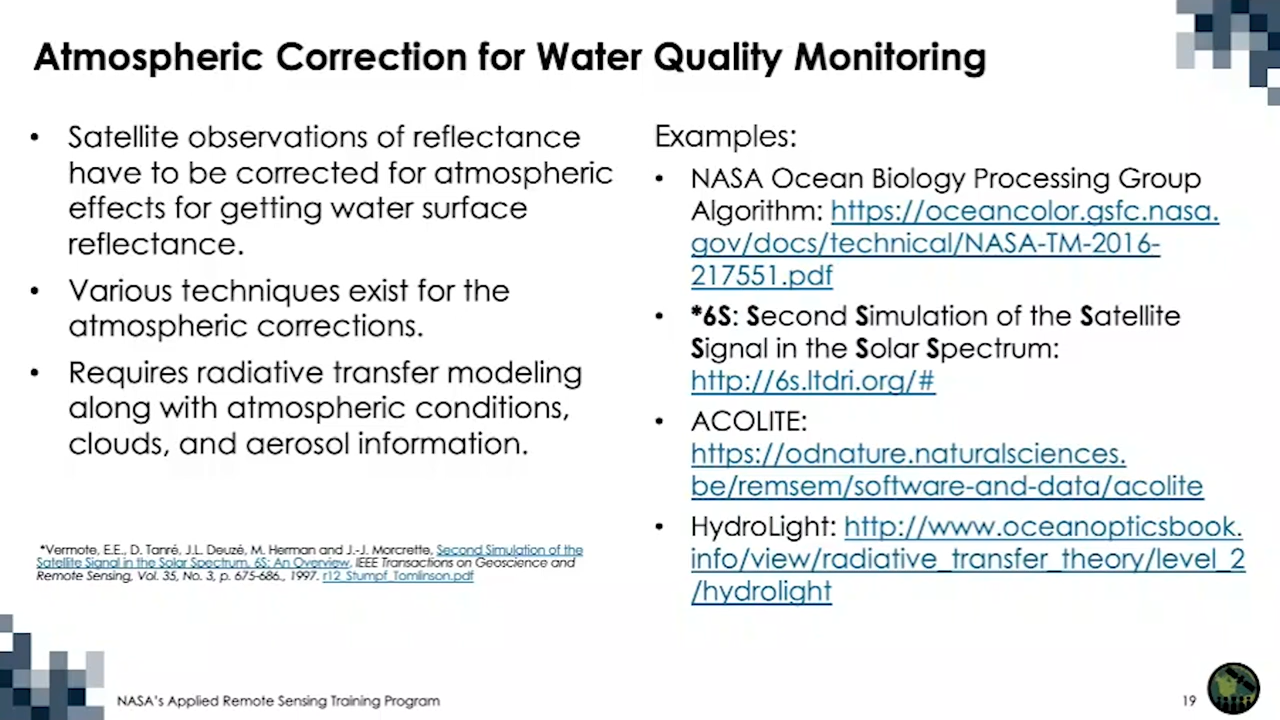 Atmospheric Correction for Water Quality Monitoring
• Satellite observations of reflectance
have to be corrected for atmospheric
effects for getting water surface
reflectance.
• Various techniques exist for the
atmospheric corrections.
• Requires radiative transfer modeling
along with atmospheric conditions,
clouds, and aerosol information.
*Vermote, E.E., D. Tanré, J.L. Deuzé, M. Herman and J.-J. Morcrette, Second Simulation of the
Satellite Signal in the Solar Spectrum, 6S: An Overview, IEEE Transactions on Geoscience and
Remote Sensing, Vol. 35, No. 3, p. 675-686., 1997. r12_Stumpf_Tomlinson.pdf
Examples:
• NASA Ocean Biology Processing Group
Algorithm: https://oceancolor.gsfc.nasa.
gov/docs/technical/NASA-TM-2016-
217551.pdf
• *6S: Second Simulation of the Satellite
Signal in the Solar Spectrum:
http://6s.ltdri.org/#
• ACOLITE:
https://odnature.naturalsciences.
be/remsem/software-and-data/acolite
• HydroLight: http://www.oceanopticsbook.
info/view/radiative_transfer_theory/level_2
/hydrolight
NASA's Applied Remote Sensing Training Program
19